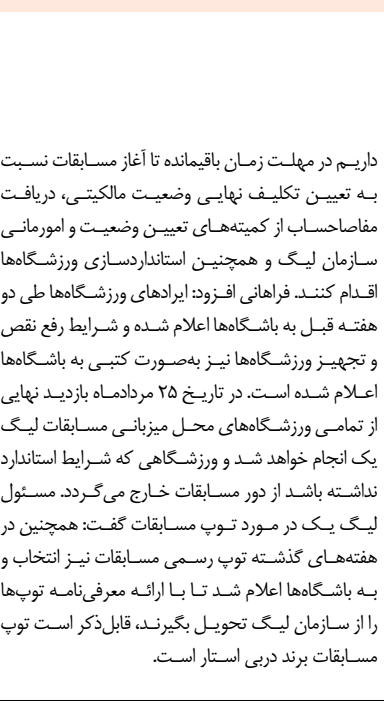 داریم در مهلت زمان باقیمانده تا آغاز مسابقات نسبت
به تعیین تکلیف نهایی وضعیت مالکیتی، دریافت
مفاصاحساب از کمیته‌های تعیین وضعیت و امورمانی
سازمان لیگ و همچنین استانداردسازی ورزشگاه‌ها
اقدام کنند. فراهانی افزود: ایرادهای ورزشگاه‌ها طی دو
هفته قبل به باشگاه‌ها اعلام شده و شرایط رفع نقص
و تجهیز ورزشگاه‌ها نیز به‌صورت کتبی به باشگاه‌ها
اعلام شده است. در تاریخ ۲۵ مردادماه بازدید نهایی
از تمامی ورزشگاه‌های محل میزبانی مسابقات لیگ
یک انجام خواهد شد و ورزشگاهی که شرایط استاندارد
نداشته باشد از دور مسابقات خارج می‌گردد. مسئول
لیگ یک در مورد توپ مسابقات گفت: همچنین در
هفته‌های گذشته توپ رسمی مسابقات نیز انتخاب و
به باشگاه‌ها اعلام شد تا با ارائه معرفی‌نامه توپ‌ها
را از سازمان لیگ تحویل بگیرند، قابل‌ذکر است توپ
مسابقات برند دربی استار است.